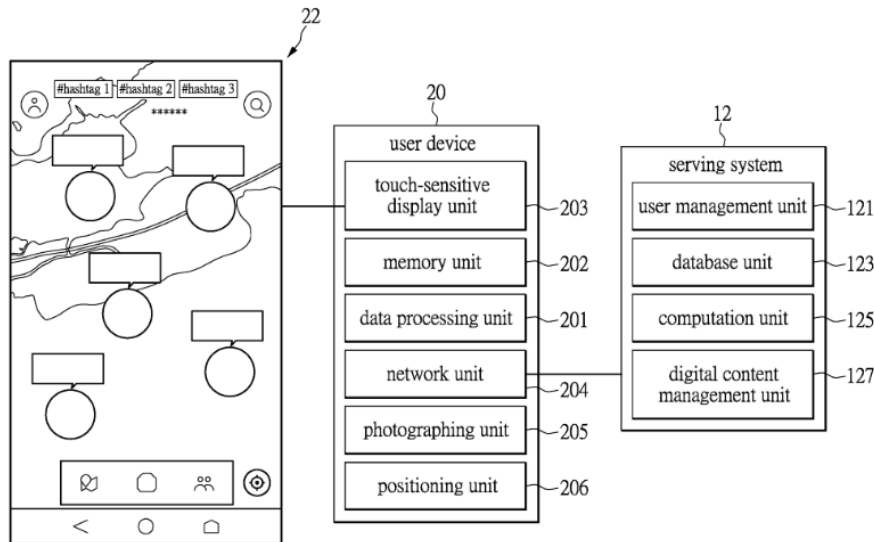 22
#hashtag 1 #hashtag 2 #hashtag 3
******
20
user device
touch-sensitive
display unit
203
memory unit
202
data processing unit
201
network unit
204
photographing unit
205
positioning unit
206
12
serving system
user management unit
121
database unit
123
computation unit
125
digital content
management unit
127